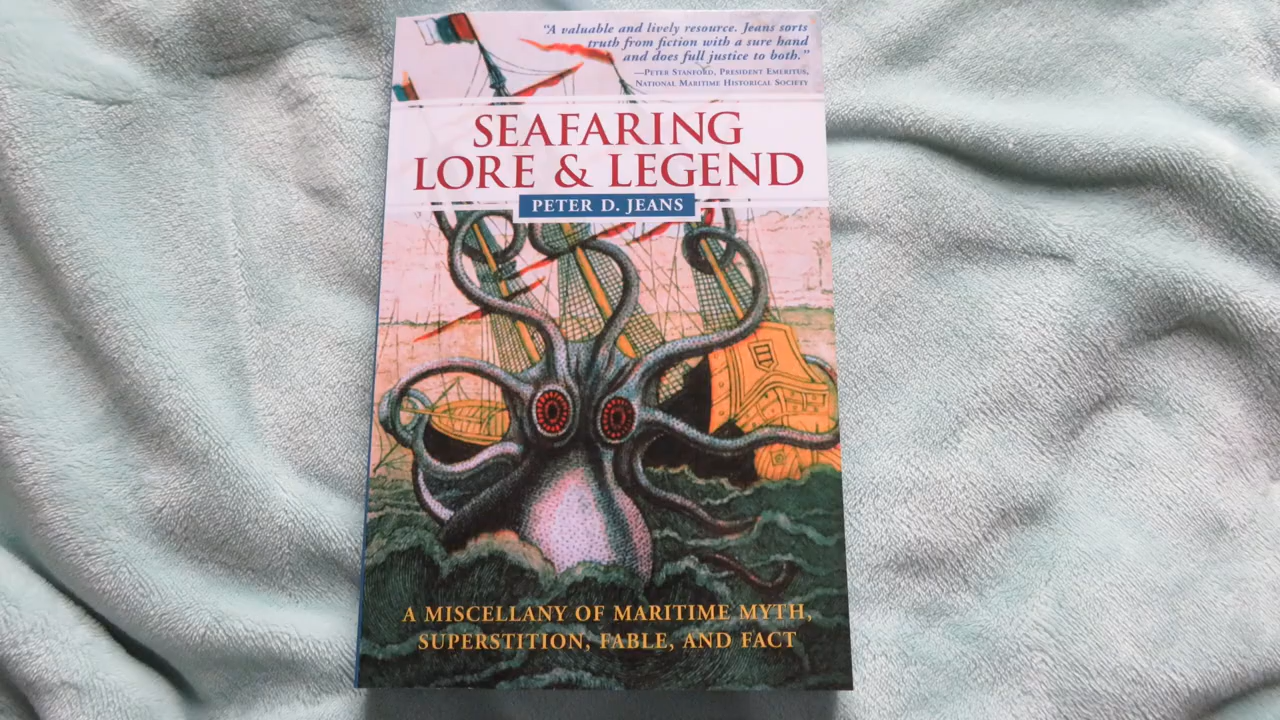 "A valuable and lively resource. Jeans sorts
truth from fiction with a sure hand
and does full justice to both."
—Peter Stanford, President Emeritus,
National Maritime Historical Society
SEAFARING
LORE & LEGEND
PETER D. JEANS
A MISCELLANY OF MARITIME MYTH,
SUPERSTITION, FABLE, AND FACT